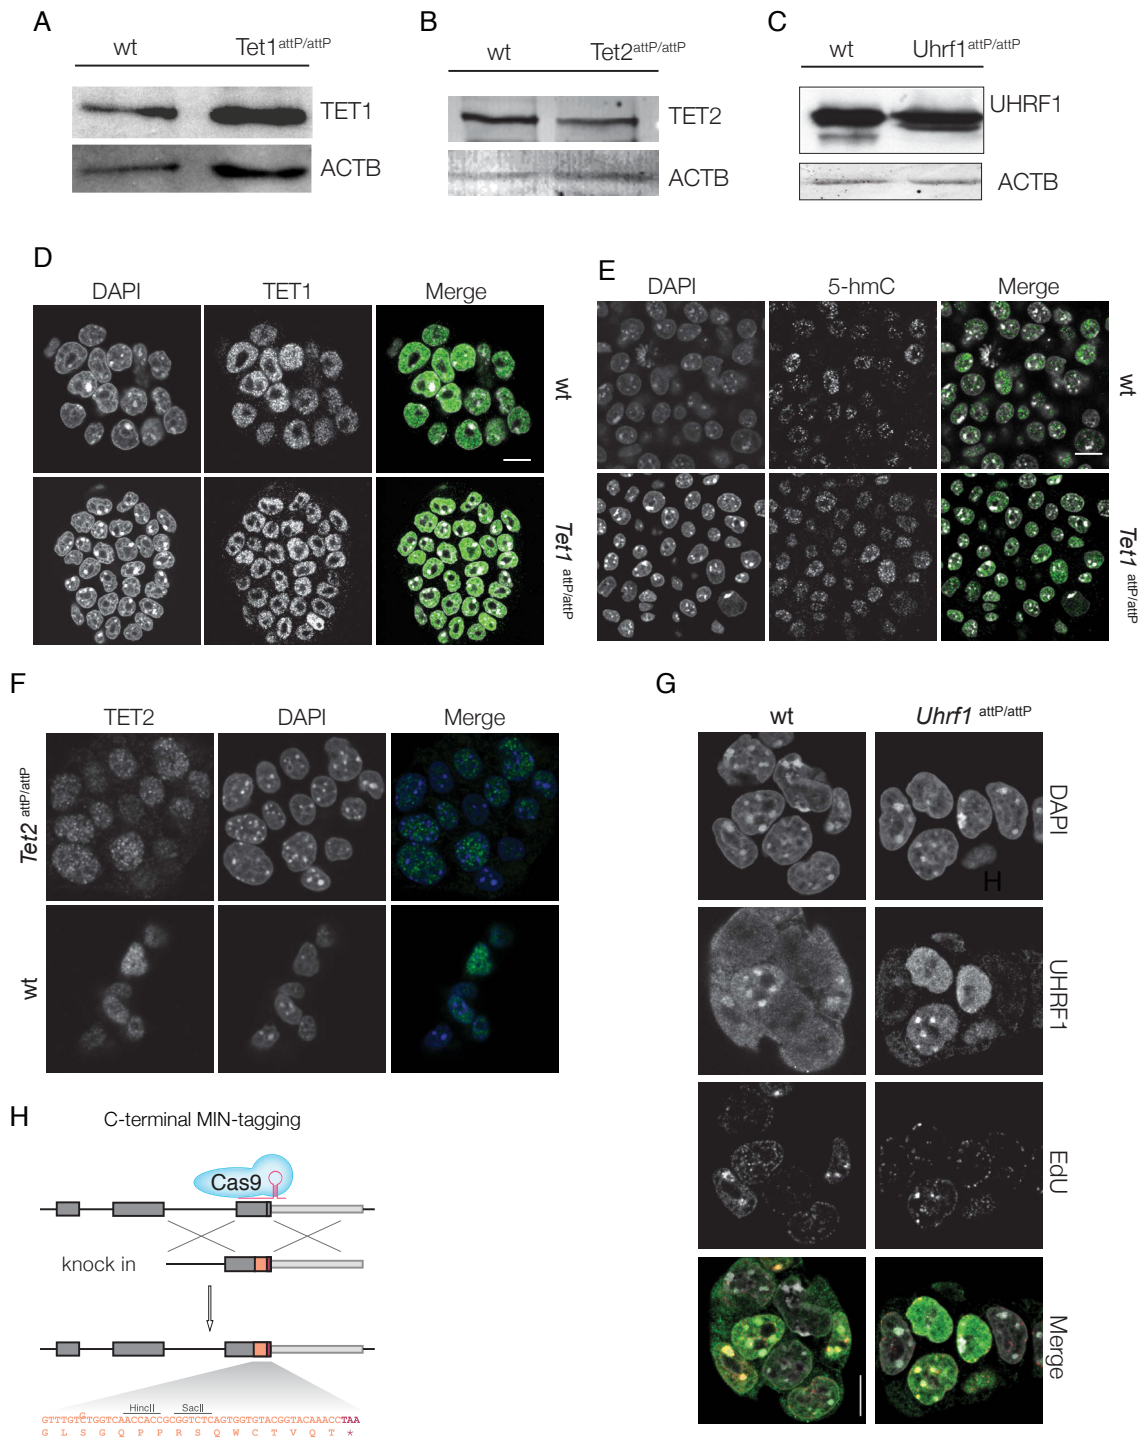 A
wt Tet1attP/attP
TET1
ACTB
B
wt Tet2attP/attP
TET2
ACTB
C
wt Uhrf1attP/attP
UHRF1
ACTB
D
DAPI TET1 Merge
wt
Tet1 attP/attP
E
DAPI 5-hmC Merge
wt
Tet1 attP/attP
F
TET2 DAPI Merge
Tet2 attP/attP
wt
G
wt Uhrf1 attP/attP
DAPI
H
UHRF1
EdU
Merge
H
C-terminal MIN-tagging
Cas9
knock in
HincII SacII
G
GTTTGTCTGGTCAACCACCGCGGTCTCAGTGGTGTACGGTACAAACCTAA
G L S G Q P P R S Q W C T V Q T *